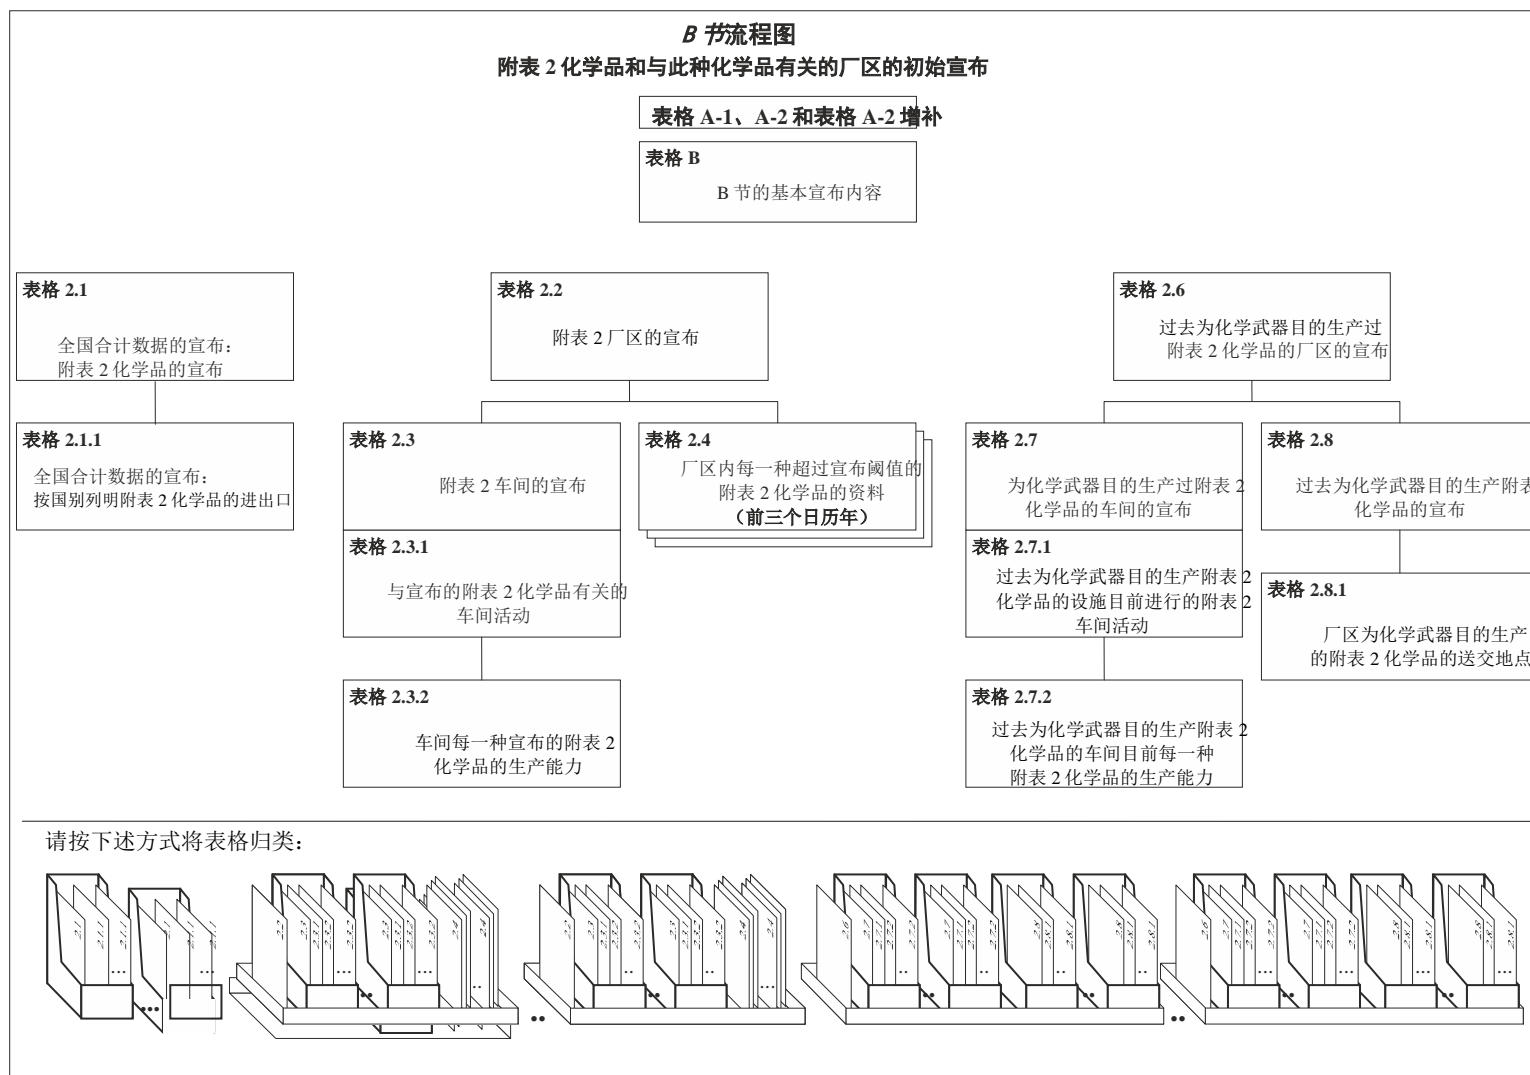 B 节流程图
附表 2 化学品和与此种化学品有关的厂区的初始宣布
表格 A-1、A-2 和表格 A-2 增补
表格 B
B 节的基本宣布内容
表格 2.1
全国合计数据的宣布：
附表 2 化学品的宣布
表格 2.2
附表 2 厂区的宣布
表格 2.6
过去为化学武器目的生产过
附表 2 化学品的厂区的宣布
表格 2.1.1
全国合计数据的宣布：
按国别列明附表 2 化学品的进出口
表格 2.3
附表 2 车间的宣布
表格 2.4
厂区内每一种超过宣布阈值的
附表 2 化学品的资料
（前三个日历年）
表格 2.7
为化学武器目的生产过附表 2
化学品的车间的宣布
表格 2.8
过去为化学武器目的生产附表
化学品的宣布
表格 2.3.1
与宣布的附表 2 化学品有关的
车间活动
表格 2.7.1
过去为化学武器目的生产附表 2
化学品的设施目前进行的附表 2
车间活动
表格 2.8.1
厂区为化学武器目的生产
的附表 2 化学品的送交地点
表格 2.3.2
车间每一种宣布的附表 2
化学品的生产能力
表格 2.7.2
过去为化学武器目的生产附表 2
化学品的车间目前每一种
附表 2 化学品的生产能力
请按下述方式将表格归类：